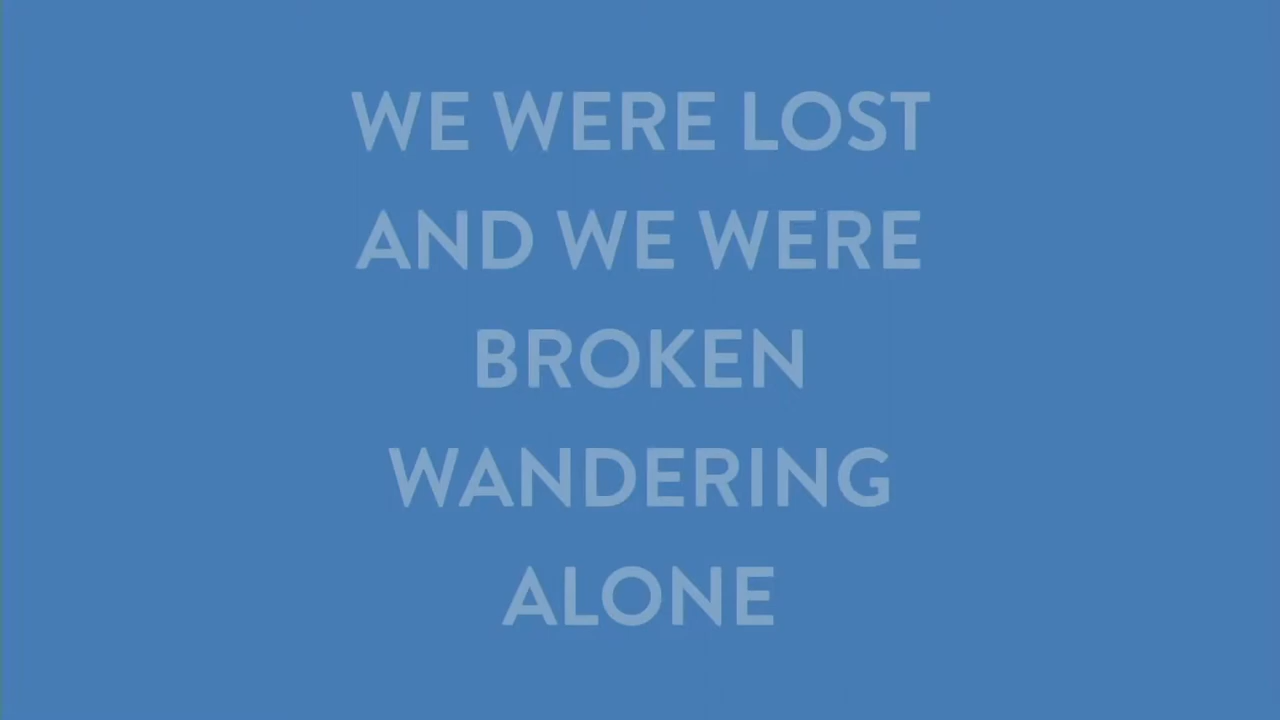 WE WERE LOST
AND WE WERE
BROKEN
WANDERING
ALONE